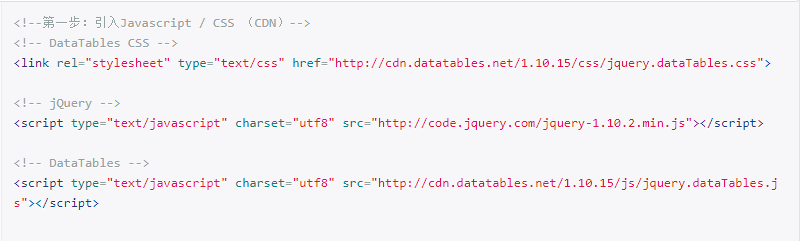 <!--第一步：引入Javascript / CSS （CDN）-->
<!-- DataTables CSS -->
<link rel="stylesheet" type="text/css" href="http://cdn.datatables.net/1.10.15/css/jquery.dataTables.css">
<!-- jQuery -->
<script type="text/javascript" charset="utf8" src="http://code.jquery.com/jquery-1.10.2.min.js"></script>
<!-- DataTables -->
<script type="text/javascript" charset="utf8" src="http://cdn.datatables.net/1.10.15/js/jquery.dataTables.j
s"></script>